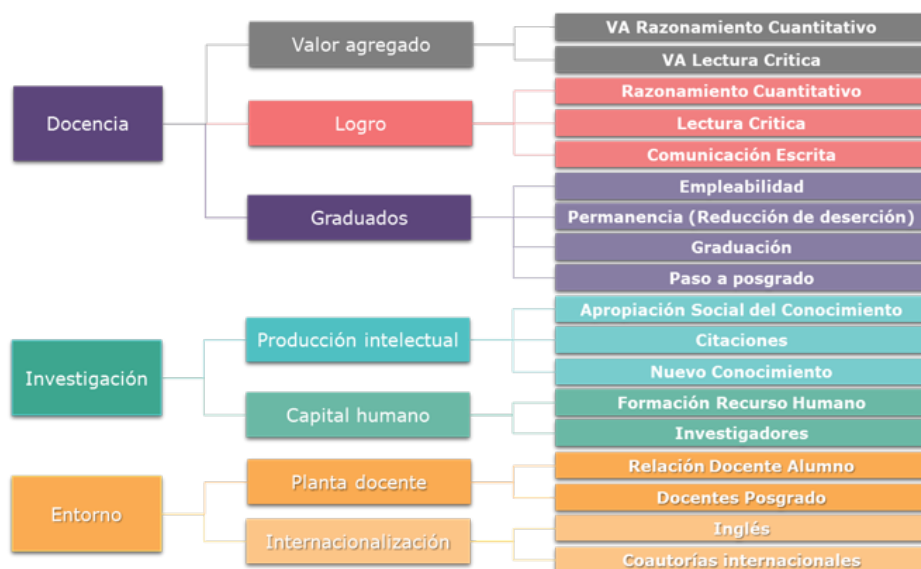 Docencia
Valor agregado
VA Razonamiento Cuantitativo
VA Lectura Critica
Logro
Razonamiento Cuantitativo
Lectura Critica
Comunicación Escrita
Graduados
Empleabilidad
Permanencia (Reducción de deserción)
Graduación
Paso a posgrado
Investigación
Producción intelectual
Apropiación Social del Conocimiento
Citaciones
Nuevo Conocimiento
Capital humano
Formación Recurso Humano
Investigadores
Entorno
Planta docente
Relación Docente Alumno
Docentes Posgrado
Internacionalización
Inglés
Coautorías internacionales